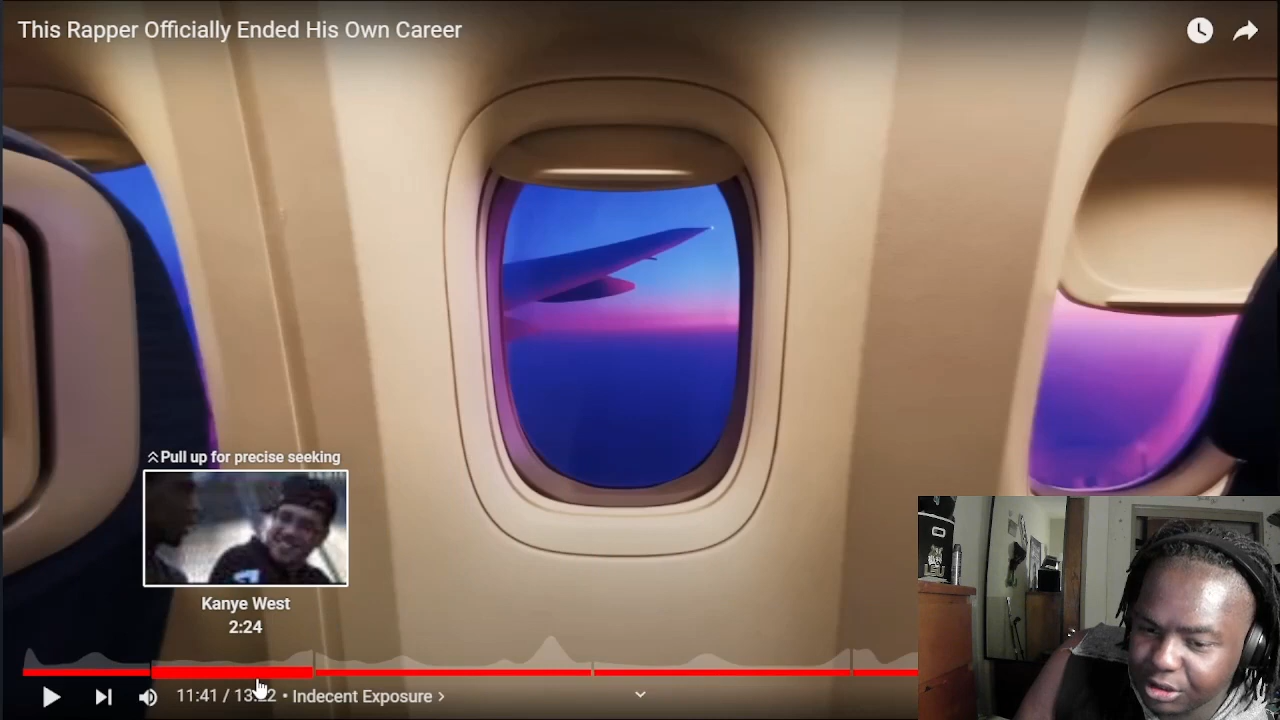 This Rapper Officially Ended His Own Career
Pull up for precise seeking
Kanye West
2:24
11:41 / 13:22 • Indecent Exposure >